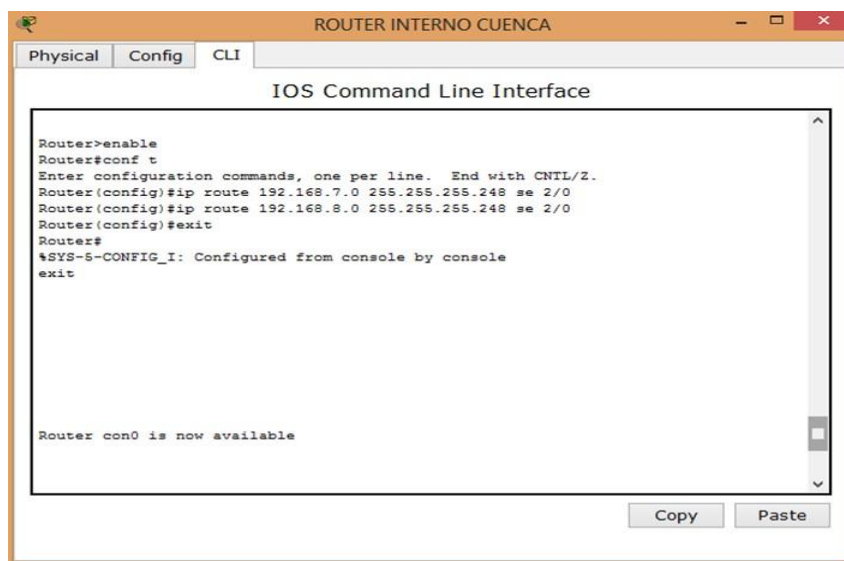 ROUTER INTERNO CUENCA
Physical Config CLI
IOS Command Line Interface
Router>enable
Router#conf t
Enter configuration commands, one per line.  End with CNTL/Z.
Router(config)#ip route 192.168.7.0 255.255.255.248 se 2/0
Router(config)#ip route 192.168.8.0 255.255.255.248 se 2/0
Router(config)#exit
Router#
%SYS-5-CONFIG_I: Configured from console by console
exit
Router con0 is now available
Copy Paste